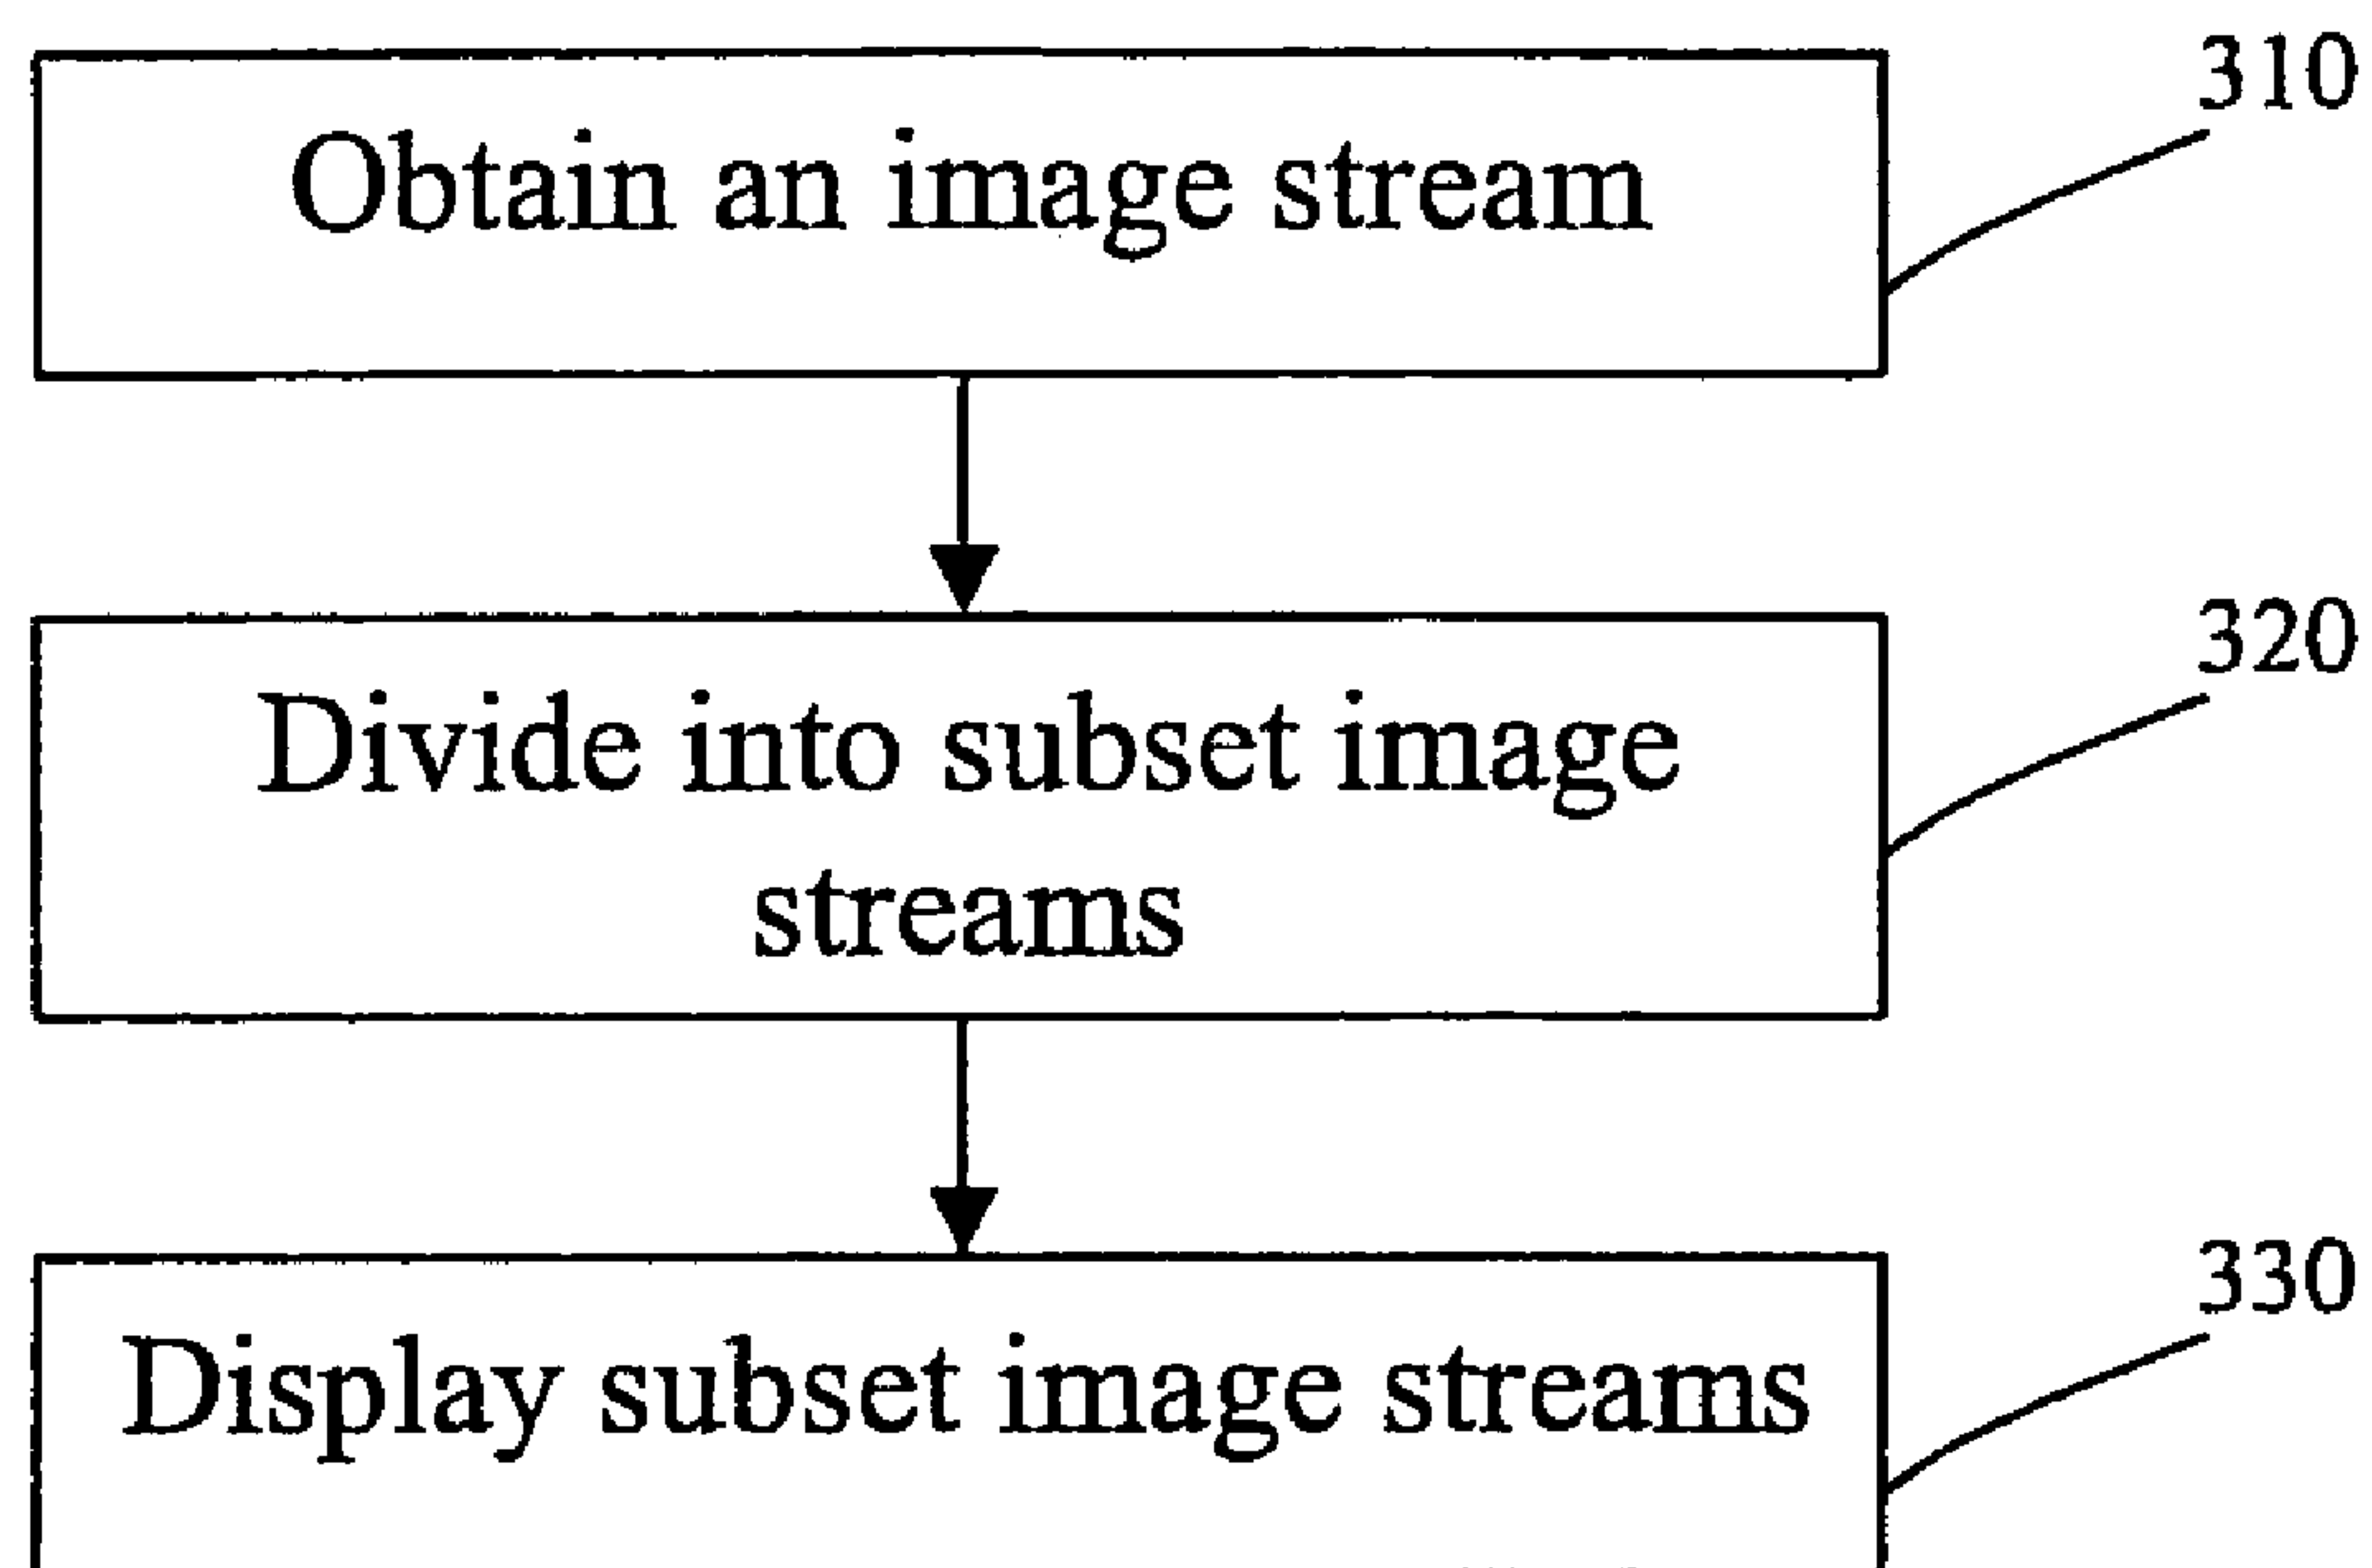 310
Obtain an image stream
320
Divide into subset image
streams
330
Display subset image streams